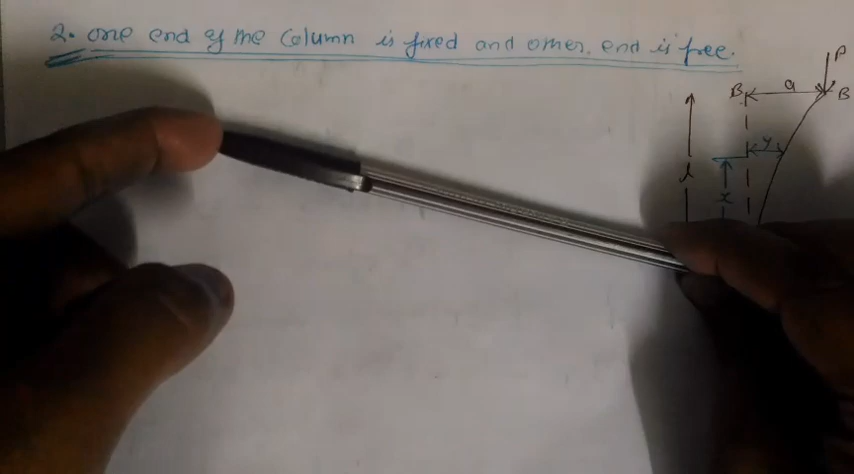 2. one end of the column is fixed and other end is free.
P
B a B'
y
l
x